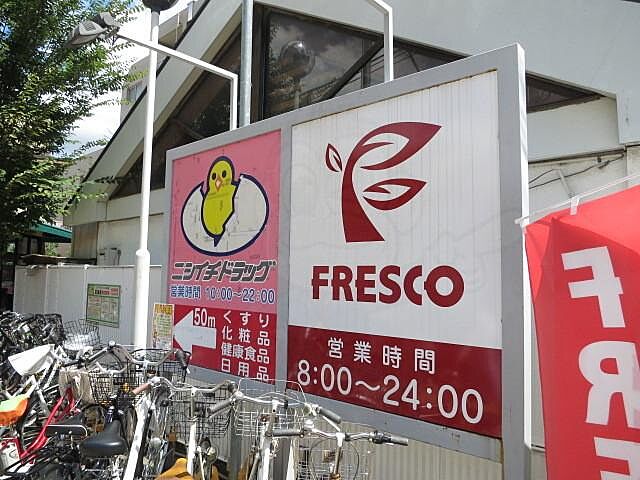 ニシイチドラッグ
営業時間 10:00〜22:00
50m
くすり
化粧品
健康食品
日用品
FRESCO
営業時間
8:00〜24:00
FRE